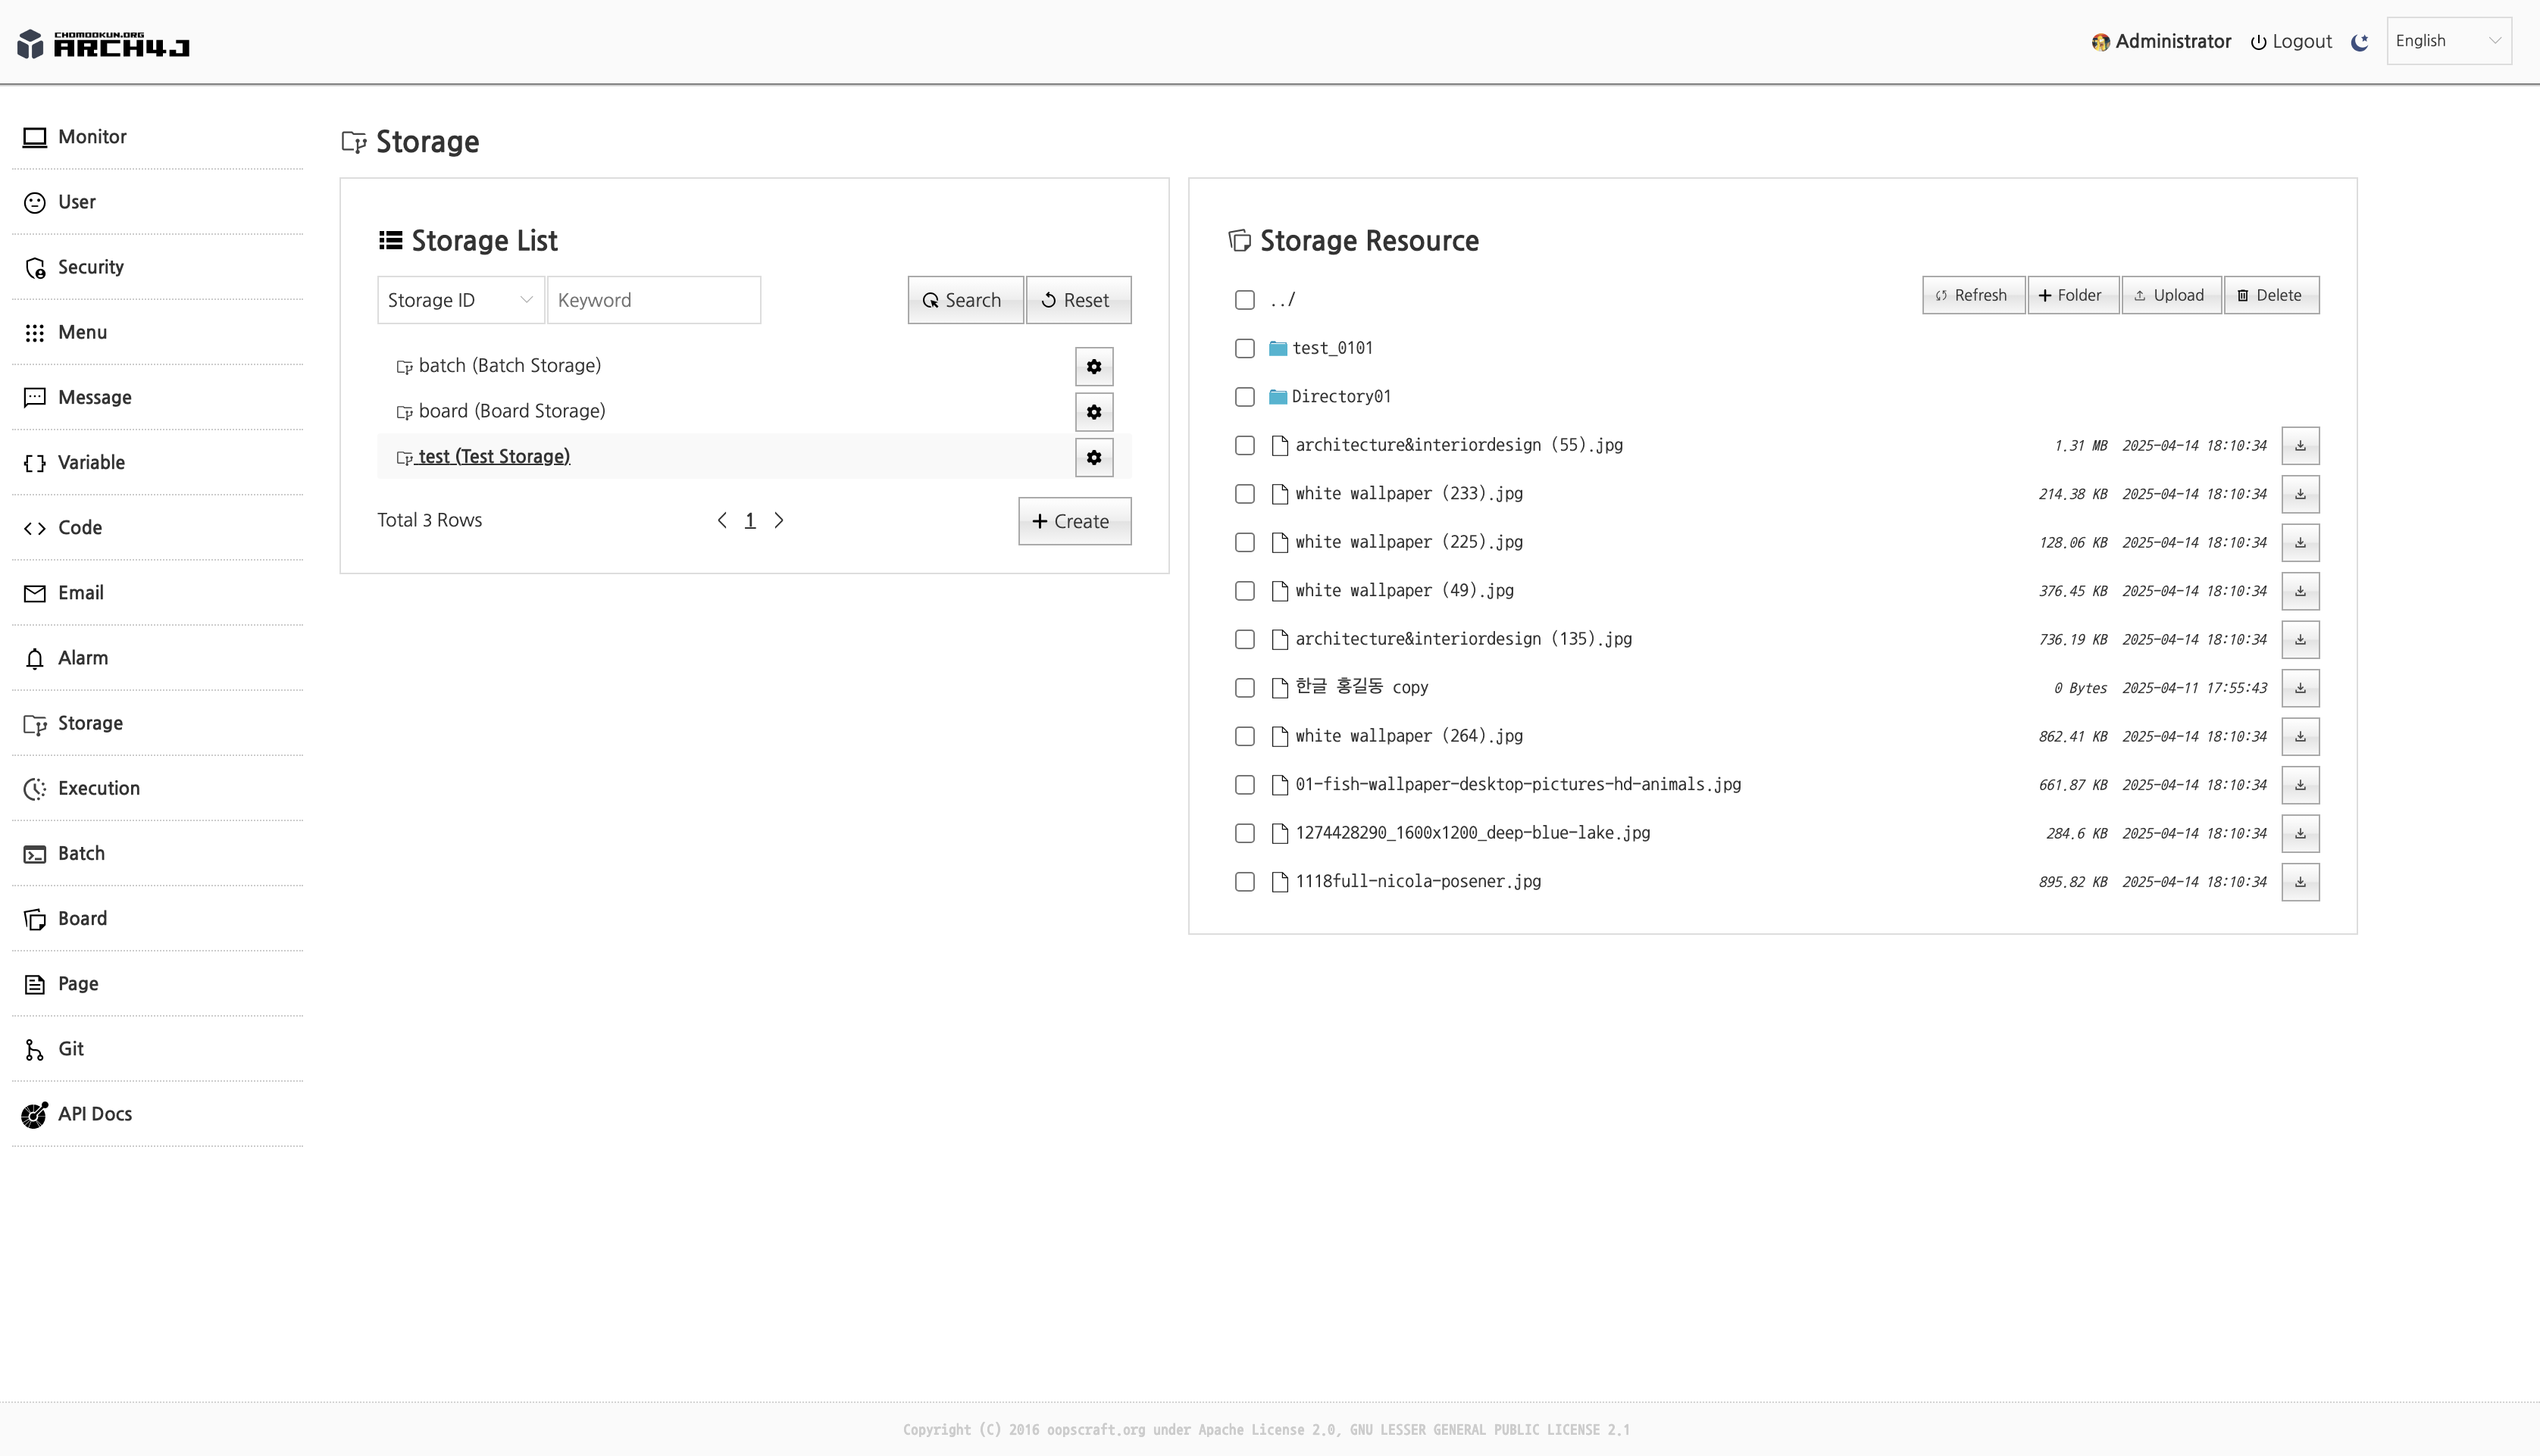 CHOMOOKUN.ORG
ARCH4J
Administrator Logout English
Monitor
User
Security
Menu
Message
Variable
Code
Email
Alarm
Storage
Execution
Batch
Board
Page
Git
API Docs
Storage
Storage List
Storage ID Keyword Search Reset
batch (Batch Storage)
board (Board Storage)
test (Test Storage)
Total 3 Rows 1 Create
Storage Resource
../ Refresh Folder Upload Delete
test_0101
Directory01
architecture&interiordesign (55).jpg 1.31 MB 2025-04-14 18:10:34
white wallpaper (233).jpg 214.38 KB 2025-04-14 18:10:34
white wallpaper (225).jpg 128.06 KB 2025-04-14 18:10:34
white wallpaper (49).jpg 376.45 KB 2025-04-14 18:10:34
architecture&interiordesign (135).jpg 736.19 KB 2025-04-14 18:10:34
한글 홍길동 copy 0 Bytes 2025-04-11 17:55:43
white wallpaper (264).jpg 862.41 KB 2025-04-14 18:10:34
01-fish-wallpaper-desktop-pictures-hd-animals.jpg 661.87 KB 2025-04-14 18:10:34
1274428290_1600x1200_deep-blue-lake.jpg 284.6 KB 2025-04-14 18:10:34
1118full-nicola-posener.jpg 895.82 KB 2025-04-14 18:10:34
Copyright (C) 2016 oopscraft.org under Apache License 2.0, GNU LESSER GENERAL PUBLIC LICENSE 2.1